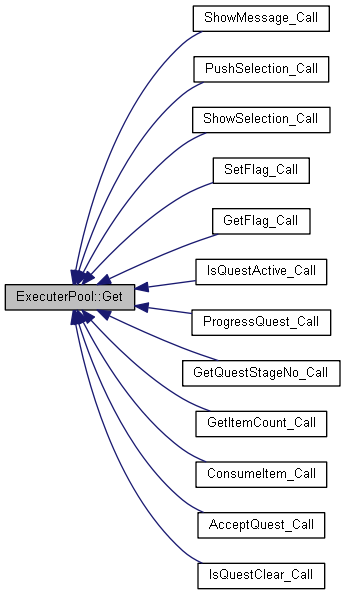 ShowMessage_Call
PushSelection_Call
ShowSelection_Call
SetFlag_Call
GetFlag_Call
IsQuestActive_Call
ExecuterPool::Get
ProgressQuest_Call
GetQuestStageNo_Call
GetItemCount_Call
ConsumeItem_Call
AcceptQuest_Call
IsQuestClear_Call